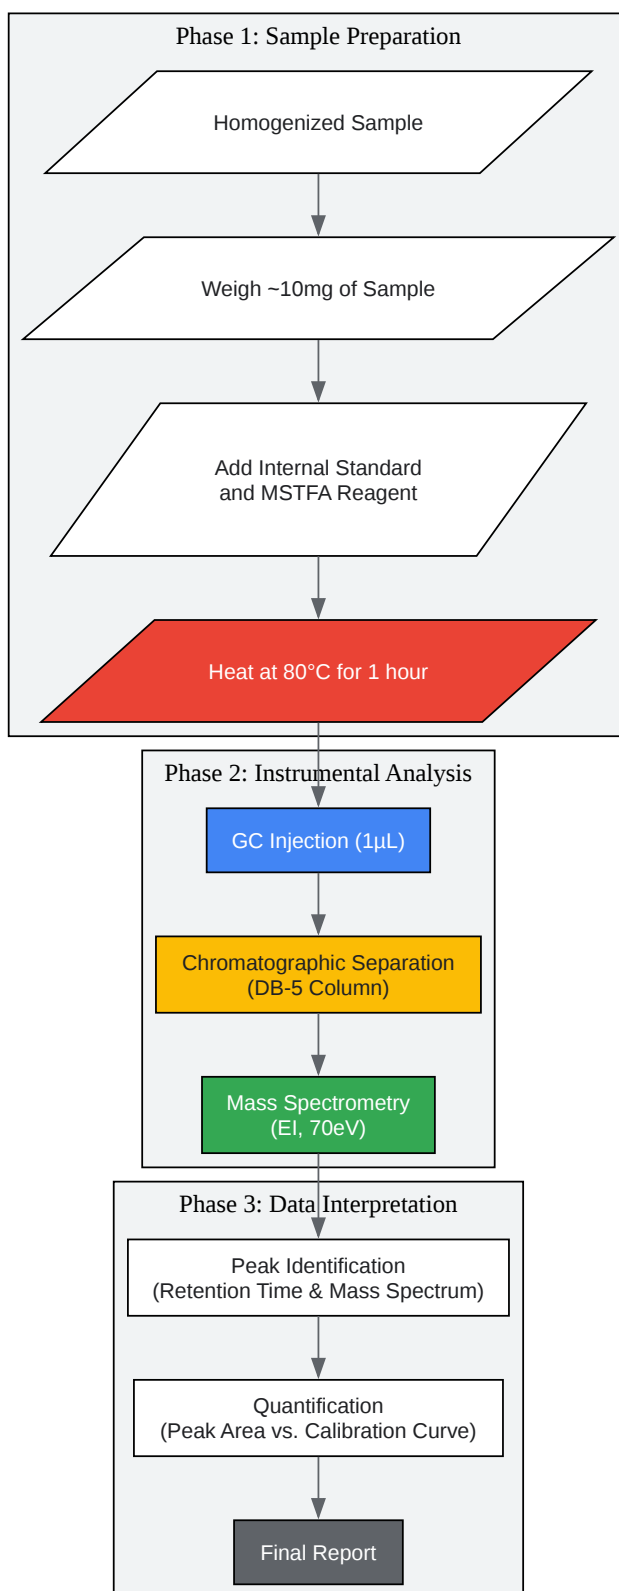 Phase 1: Sample Preparation
Homogenized Sample
Weigh ~10mg of Sample
Add Internal Standard
and MSTFA Reagent
Heat at 80°C for 1 hour
Phase 2: Instrumental Analysis
GC Injection (1µL)
Chromatographic Separation
(DB-5 Column)
Mass Spectrometry
(EI, 70eV)
Phase 3: Data Interpretation
Peak Identification
(Retention Time & Mass Spectrum)
Quantification
(Peak Area vs. Calibration Curve)
Final Report